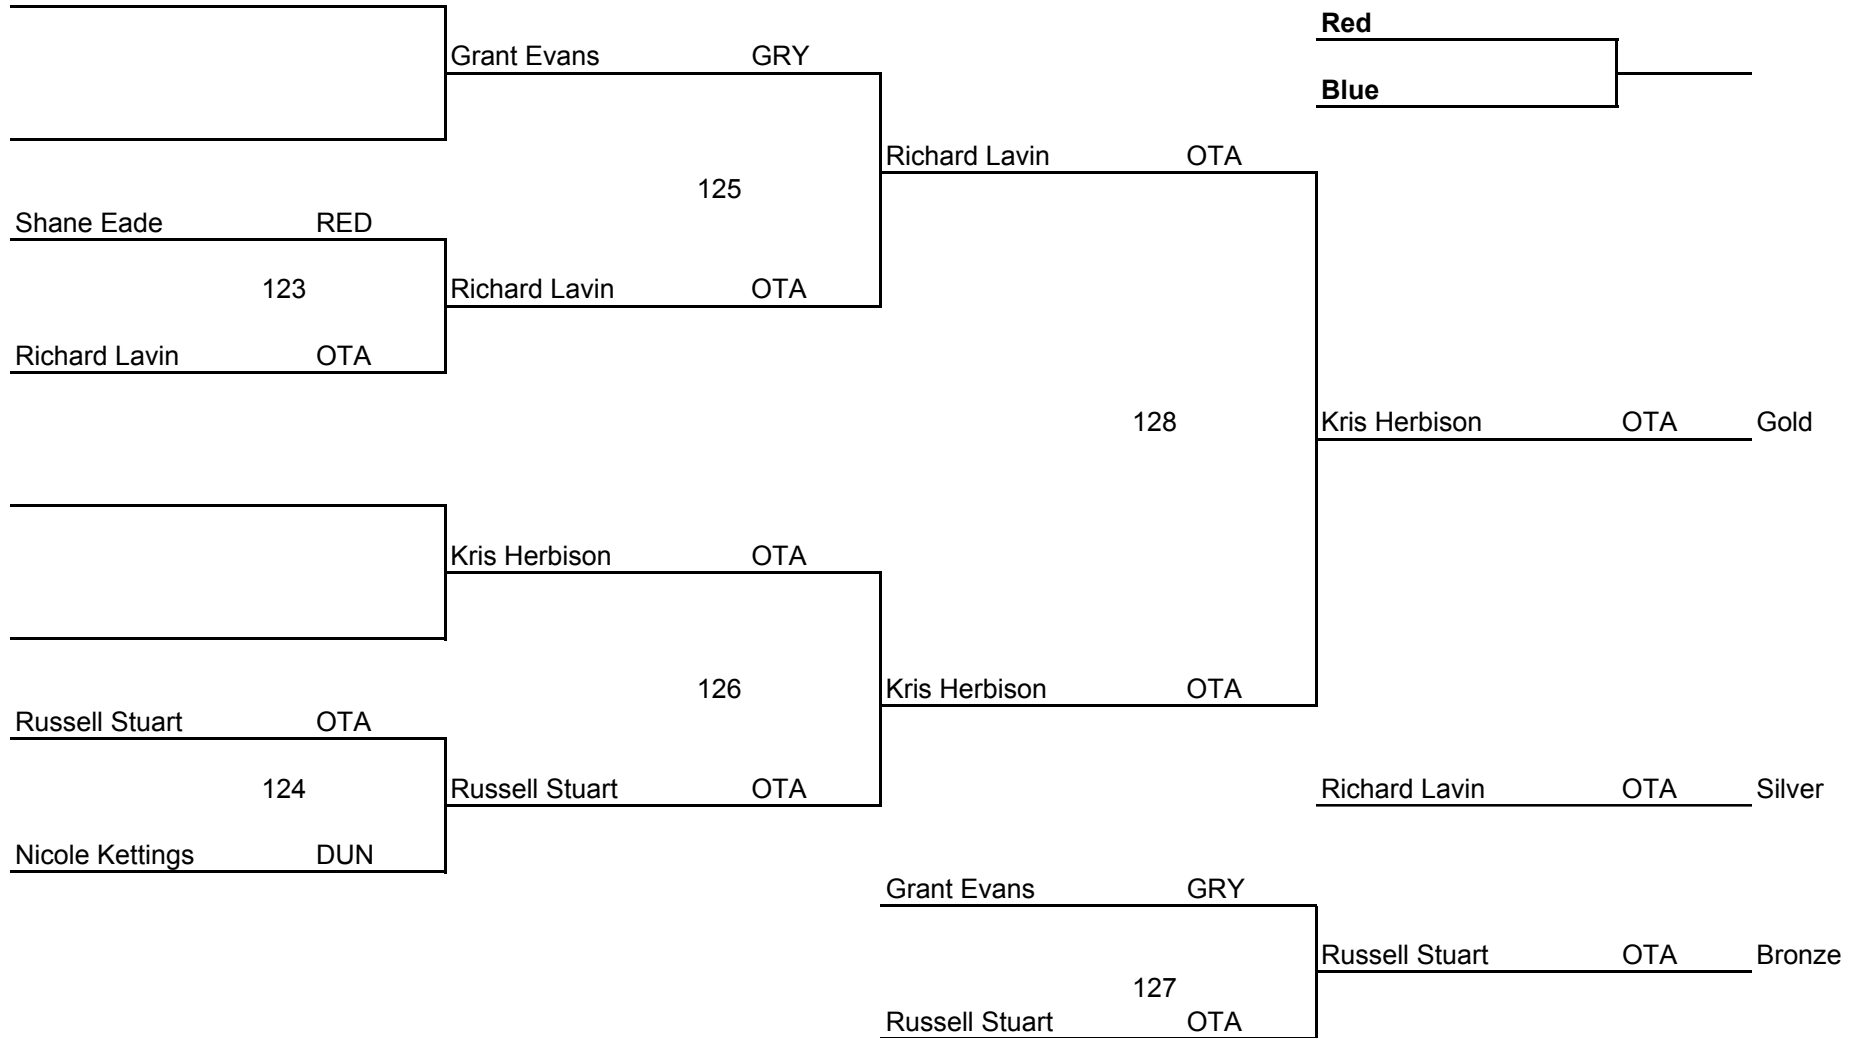 Red
Grant Evans GRY
Blue
Richard Lavin OTA
125
Shane Eade RED
123 Richard Lavin OTA
Richard Lavin OTA
128 Kris Herbison OTA Gold
Kris Herbison OTA
126 Kris Herbison OTA
Russell Stuart OTA
124 Russell Stuart OTA Richard Lavin OTA Silver
Nicole Kettings DUN
Grant Evans GRY
Russell Stuart OTA Bronze
127
Russell Stuart OTA